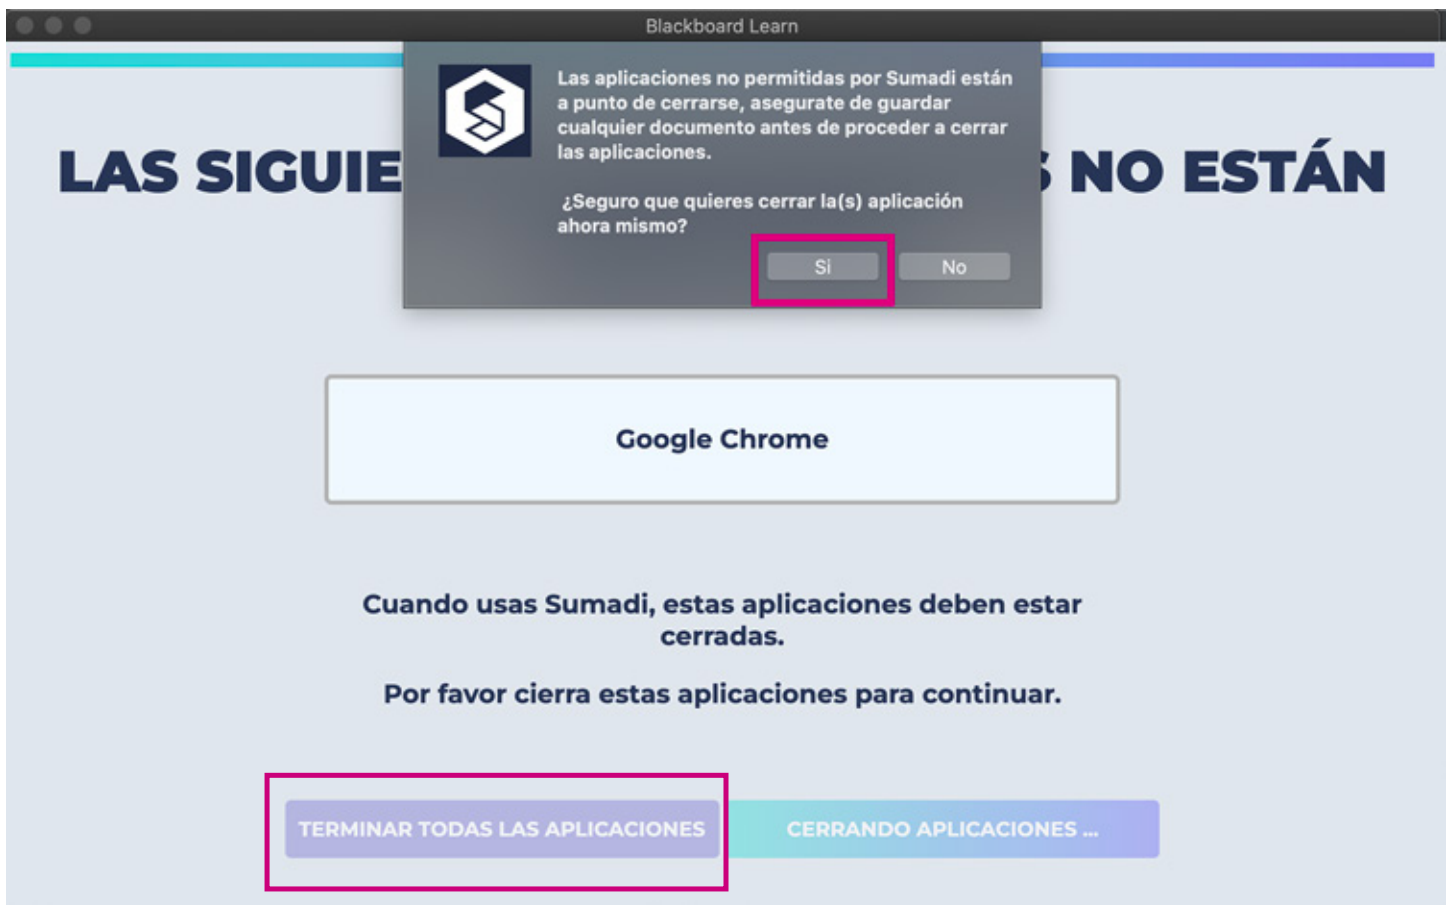 Blackboard Learn
Las aplicaciones no permitidas por Sumadi están
a punto de cerrarse, asegurate de guardar
cualquier documento antes de proceder a cerrar
las aplicaciones.
¿Seguro que quieres cerrar la(s) aplicación
ahora mismo?
Si No
LAS SIGUIE NO ESTÁN
Google Chrome
Cuando usas Sumadi, estas aplicaciones deben estar
cerradas.
Por favor cierra estas aplicaciones para continuar.
TERMINAR TODAS LAS APLICACIONES CERRANDO APLICACIONES ...